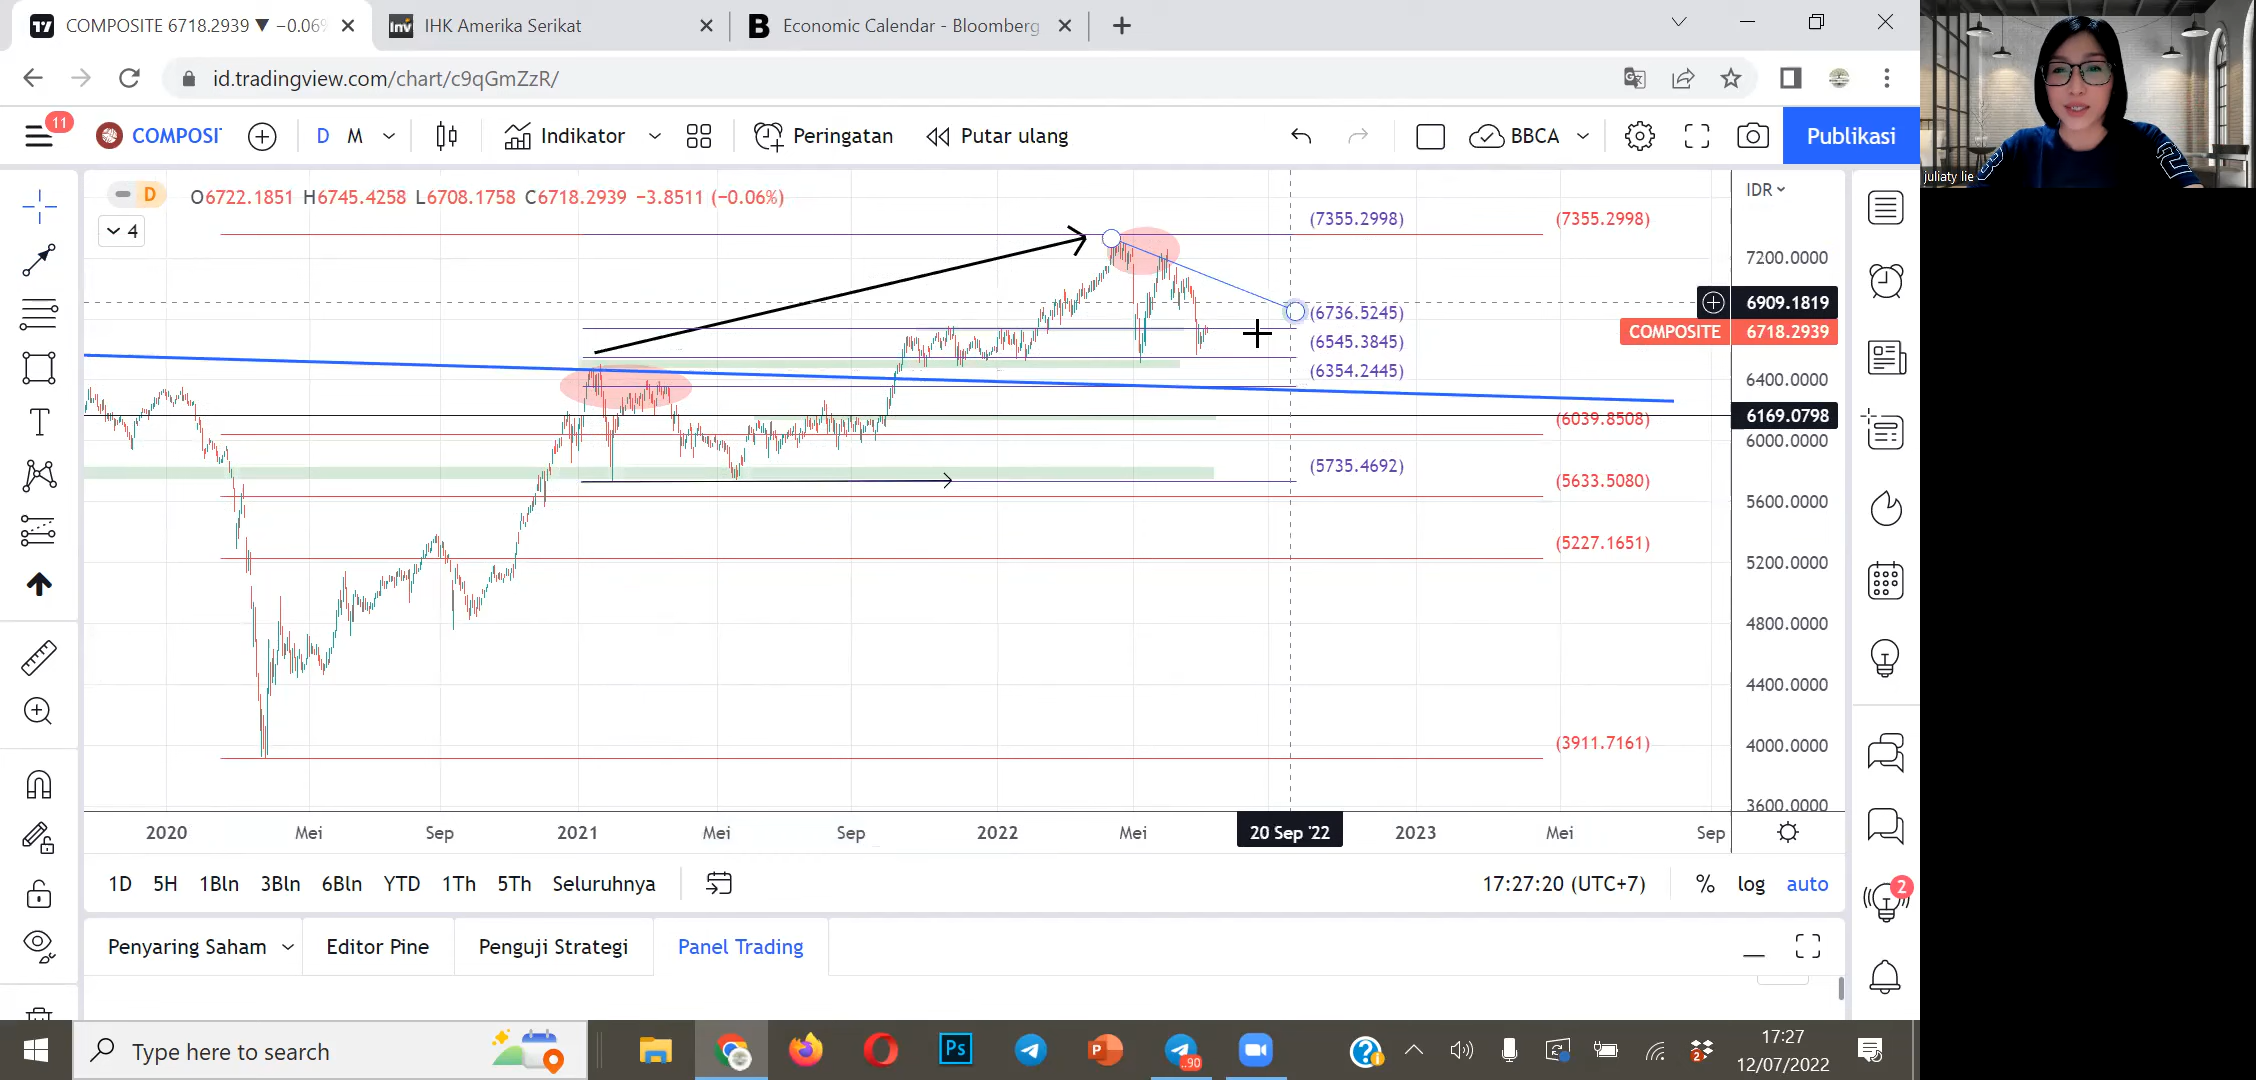 COMPOSITE 6718.2939 ▼ −0.06%
IHK Amerika Serikat
Economic Calendar - Bloomberg
id.tradingview.com/chart/c9qGmZzR/
11
COMPOSI
D
M
Indikator
Peringatan
Putar ulang
BBCA
Publikasi
juliaty lie
D
O6722.1851 H6745.4258 L6708.1758 C6718.2939 −3.8511 (−0.06%)
4
IDR
(7355.2998)
(7355.2998)
7200.0000
6909.1819
(6736.5245)
COMPOSITE 6718.2939
(6545.3845)
(6354.2445)
6400.0000
6169.0798
(6039.8508)
6000.0000
(5735.4692)
(5633.5080)
5600.0000
(5227.1651)
5200.0000
4800.0000
4400.0000
(3911.7161)
4000.0000
3600.0000
2020 Mei Sep 2021 Mei Sep 2022 Mei 20 Sep '22 2023 Mei Sep
1D 5H 1Bln 3Bln 6Bln YTD 1Th 5Th Seluruhnya
17:27:20 (UTC+7)
% log auto
2
Penyaring Saham
Editor Pine
Penguji Strategi
Panel Trading
Type here to search
Ps
90
2
17:27
12/07/2022